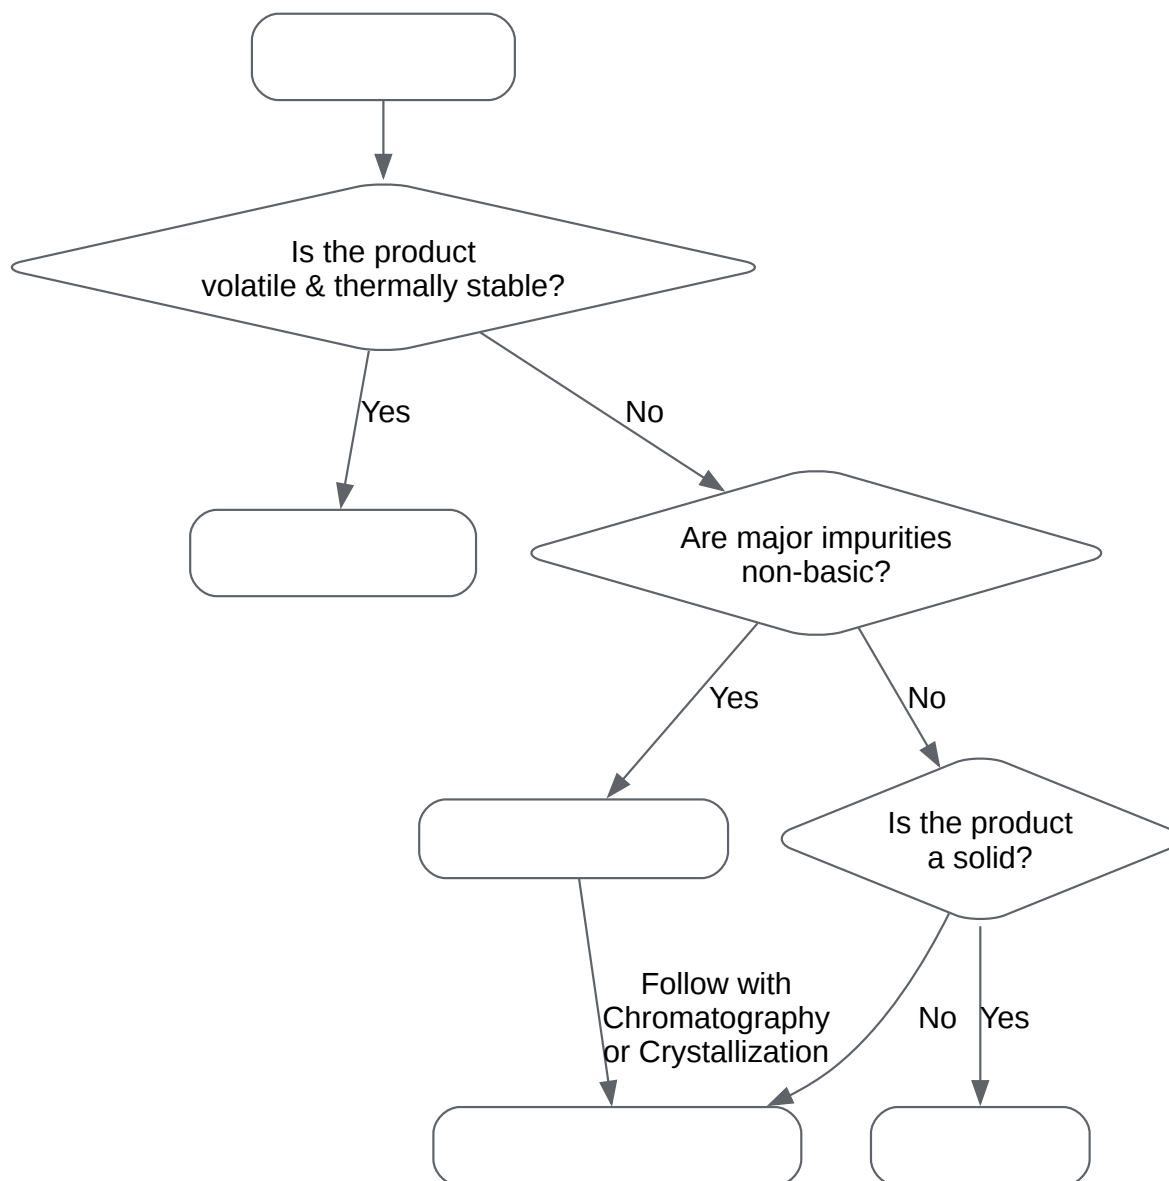 Is the product
volatile & thermally stable?
Yes
No
Are major impurities
non-basic?
Yes
No
Is the product
a solid?
Follow with
Chromatography
or Crystallization
No
Yes